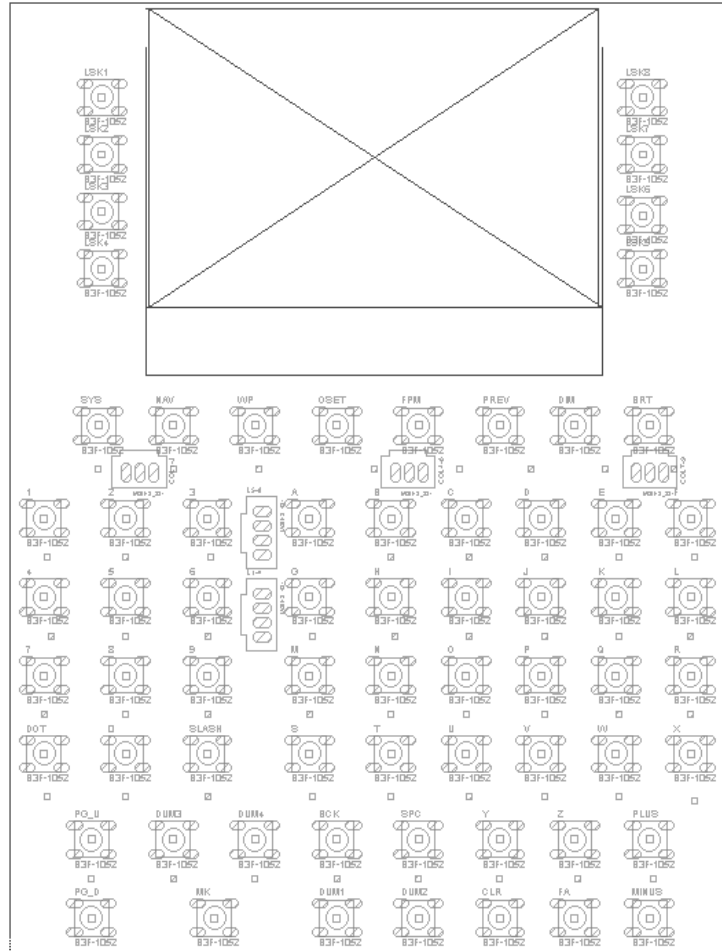 LSK1 LSK8
B3F-1052 B3F-1052
LSK2 LSK7
B3F-1052 B3F-1052
LSK3 LSK6
B3F-1052
LSK4
B3F-1052 B3F-1052
SYS NAV WP OSET FPM PREV DIM BRT
B3F-1052 B3F-1052 B3F-1052 B3F-1052 B3F-1052 B3F-1052 B3F-1052
1 2 3 A B C D E F
B3F-1052 B3F-1052 B3F-1052 B3F-1052 B3F-1052 B3F-1052 B3F-1052 B3F-1052 B3F-1052
4 5 6 G H I J K L
B3F-1052 B3F-1052 B3F-1052 B3F-1052 B3F-1052 B3F-1052 B3F-1052 B3F-1052 B3F-1052
7 8 9 M N O P Q R
B3F-1052 B3F-1052 B3F-1052 B3F-1052 B3F-1052 B3F-1052 B3F-1052 B3F-1052 B3F-1052
DOT 0 SLASH S T U V W X
B3F-1052 B3F-1052 B3F-1052 B3F-1052 B3F-1052 B3F-1052 B3F-1052 B3F-1052 B3F-1052
PG_U DUM3 DUM4 BCK SPC Y Z PLUS
B3F-1052 B3F-1052 B3F-1052 B3F-1052 B3F-1052 B3F-1052 B3F-1052 B3F-1052
PG_D MK DUM1 DUM2 CLR FA MINUS
B3F-1052 B3F-1052 B3F-1052 B3F-1052 B3F-1052 B3F-1052 B3F-1052